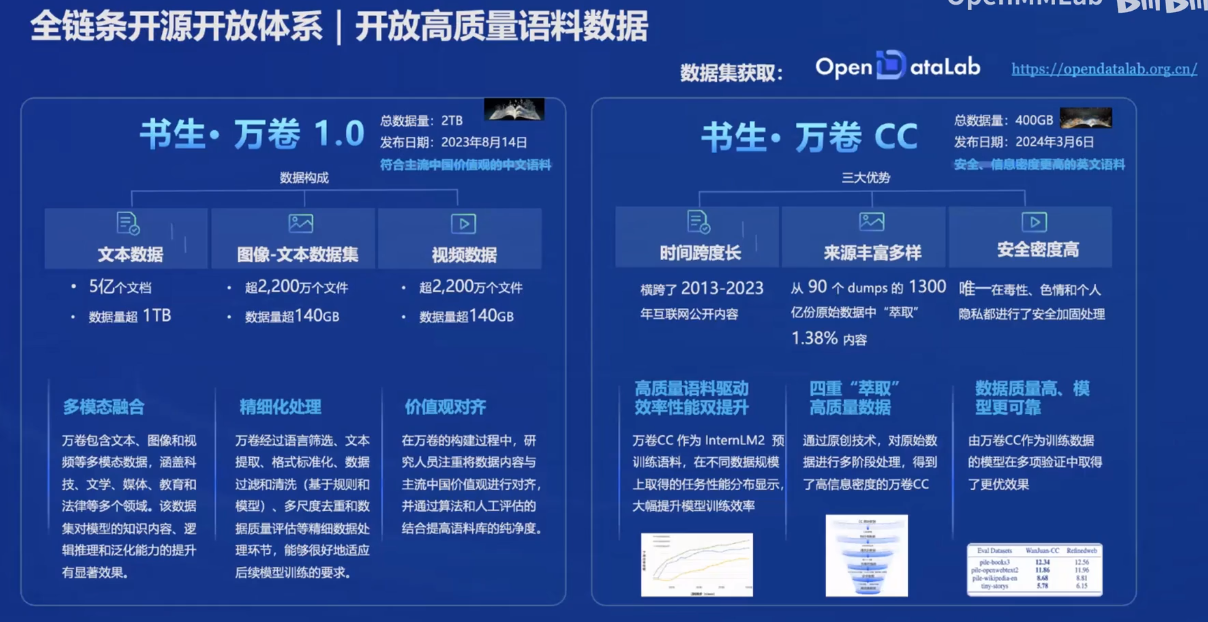 全链条开源开放体系｜开放高质量语料数据
OpenMMLab
数据集获取：
OpenDataLab
https://opendatalab.org.cn/
书生·万卷 1.0
总数据量：2TB
发布日期：2023年8月14日
符合主流中国价值观的中文语料
数据构成
文本数据
图像-文本数据集
视频数据
• 5亿个文档
• 数据量超 1TB
• 超2,200万个文件
• 数据量超140GB
• 超2,200万个文件
• 数据量超140GB
多模态融合
万卷包含文本、图像和视
频等多模态数据，涵盖科
技、文学、媒体、教育和
法律等多个领域。该数据
集对模型的知识内容、逻
辑推理和泛化能力的提升
有显著效果。
精细化处理
万卷经过语言筛选、文本
提取、格式标准化、数据
过滤和清洗（基于规则和
模型）、多尺度去重和数
据质量评估等精细数据处
理环节，能够很好地适应
后续模型训练的要求。
价值观对齐
在万卷的构建过程中，研
究人员注重将数据内容与
主流中国价值观进行对齐，
并通过算法和人工评估的
结合提高语料库的纯净度。
书生·万卷 CC
总数据量：400GB
发布日期：2024年3月6日
安全、信息密度更高的英文语料
三大优势
时间跨度长
来源丰富多样
安全密度高
横跨了 2013-2023
年互联网公开内容
从 90 个 dumps 的 1300
亿份原始数据中“萃取”
1.38% 内容
唯一在毒性、色情和个人
隐私都进行了安全加固处理
高质量语料驱动
效率性能双提升
万卷CC 作为 InternLM2 预
训练语料，在不同数据规模
上取得的任务性能分布显示，
大幅提升模型训练效率
四重“萃取”
高质量数据
通过原创技术，对原始数
据进行多阶段处理，得到
了高信息密度的万卷CC
数据质量高、模
型更可靠
由万卷CC作为训练数据
的模型在多项验证中取得
了更优效果
Eval Datasets WanJuan-CC Refinedweb
pile-books3 12.34 12.56
pile-openwebtext2 11.86 11.96
pile-wikipedia-en 8.68 8.81
tiny-storys 5.78 6.15